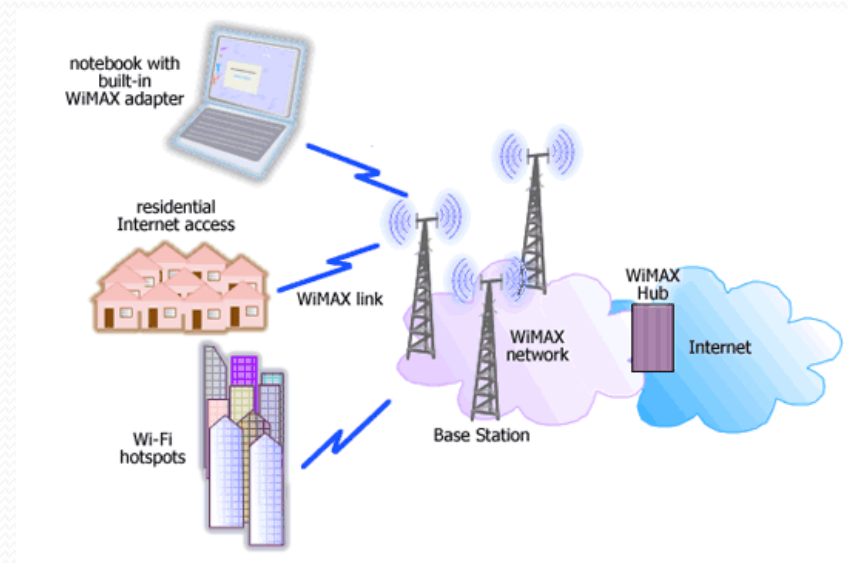 notebook with
built-in
WiMAX adapter
residential
Internet access
WiMAX link
Wi-Fi
hotspots
WiMAX
network
Base Station
WiMAX
Hub
Internet